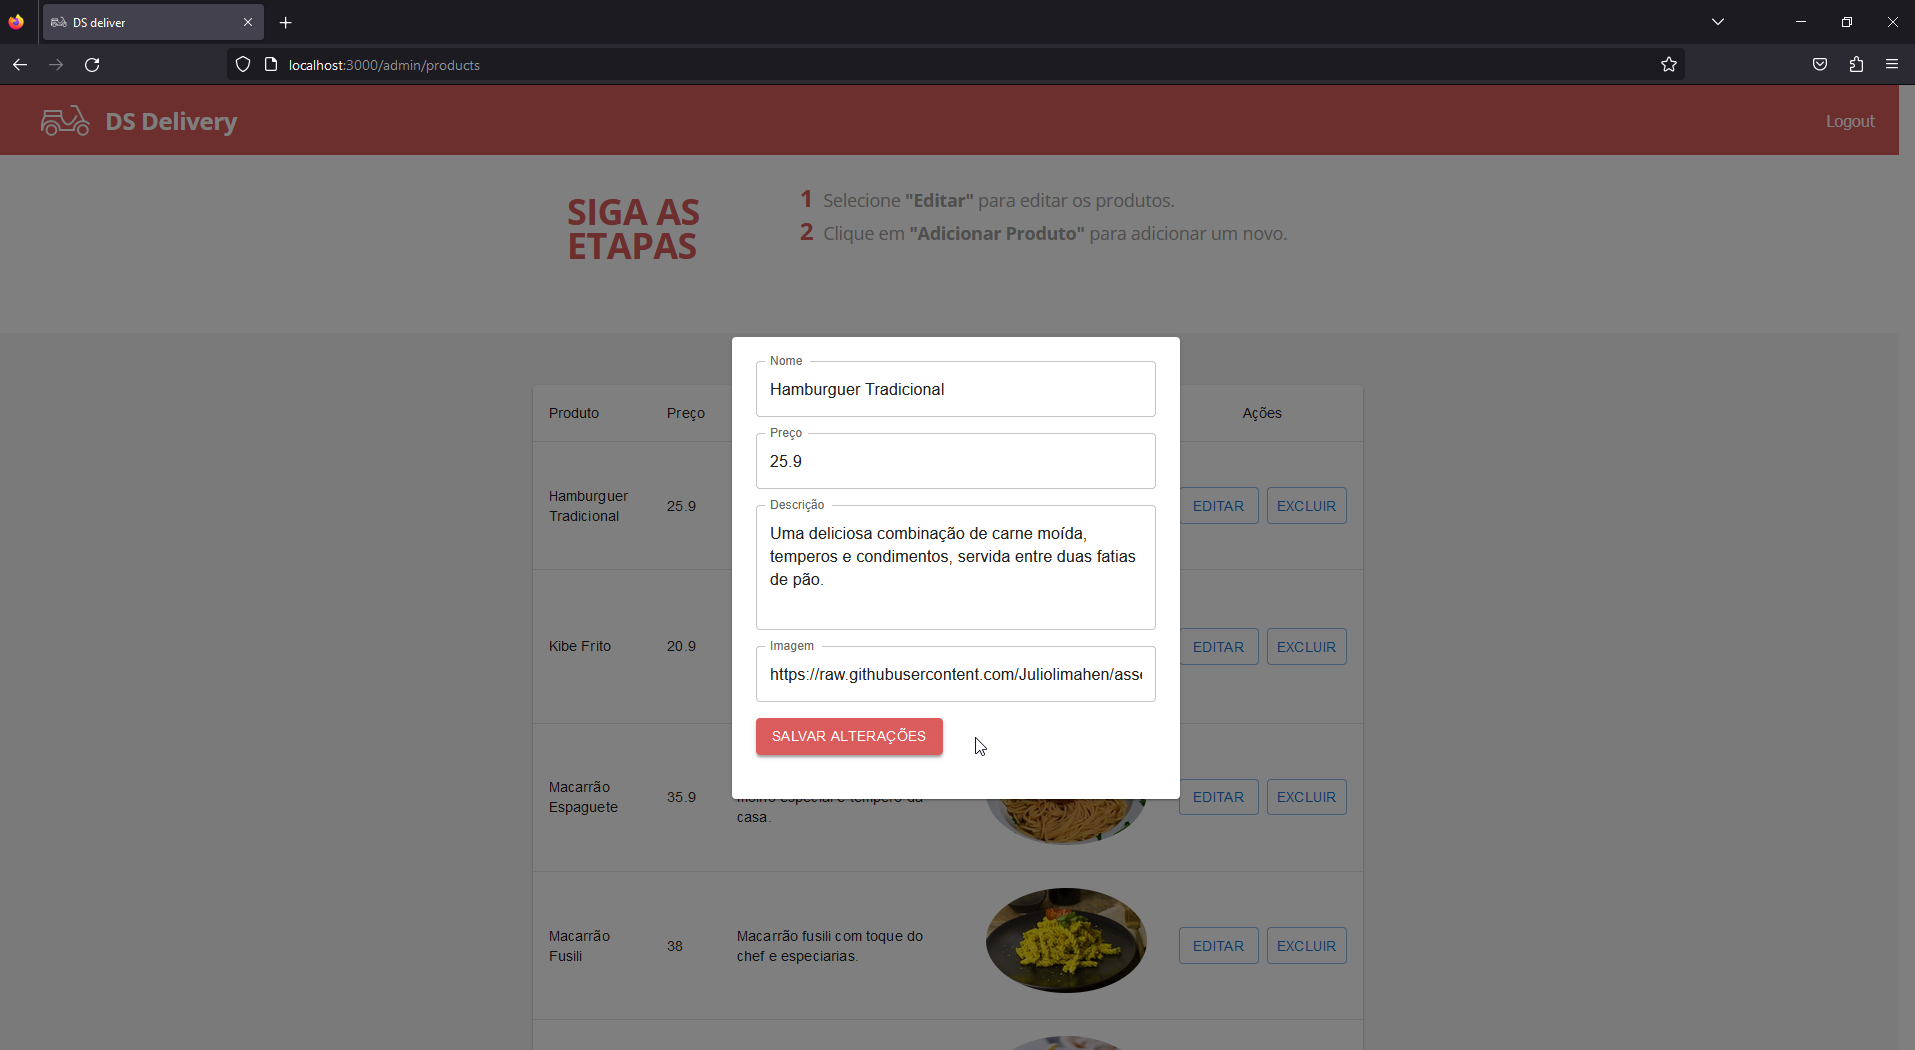 DS deliver
localhost:3000/admin/products
DS Delivery
Logout
SIGA AS
ETAPAS
1 Selecione "Editar" para editar os produtos.
2 Clique em "Adicionar Produto" para adicionar um novo.
Produto Preço Ações
Hamburguer
Tradicional
25.9
EDITAR EXCLUIR
Kibe Frito
20.9
EDITAR EXCLUIR
Macarrão
Espaguete
35.9
casa.
EDITAR EXCLUIR
Macarrão
Fusili
38
Macarrão fusili com toque do
chef e especiarias.
EDITAR EXCLUIR
Nome
Hamburguer Tradicional
Preço
25.9
Descrição
Uma deliciosa combinação de carne moída,
temperos e condimentos, servida entre duas fatias
de pão.
Imagem
https://raw.githubusercontent.com/Juliolimahen/asse
SALVAR ALTERAÇÕES